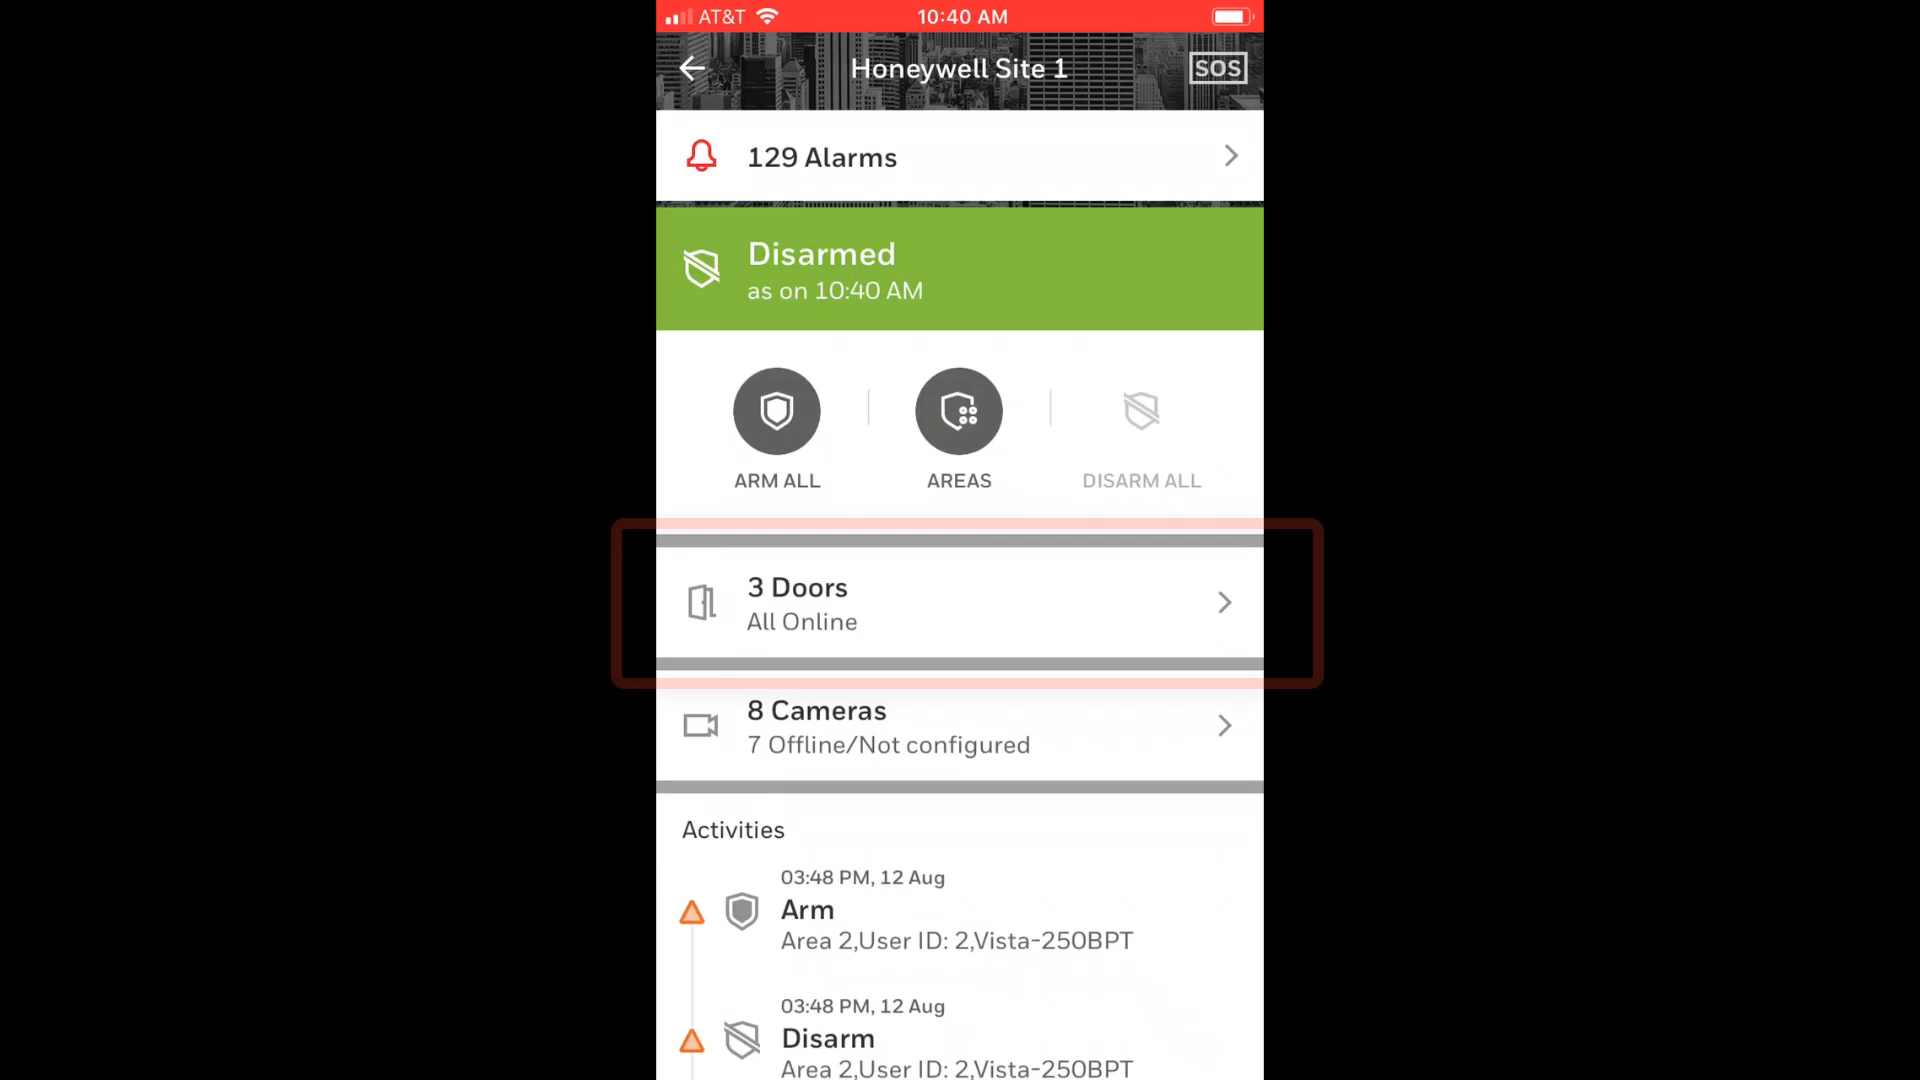 AT&T
10:40 AM
Honeywell Site 1
SOS
129 Alarms
Disarmed
as on 10:40 AM
ARM ALL
AREAS
DISARM ALL
3 Doors
All Online
8 Cameras
7 Offline/Not configured
Activities
03:48 PM, 12 Aug
Arm
Area 2,User ID: 2,Vista-250BPT
03:48 PM, 12 Aug
Disarm
Area 2,User ID: 2,Vista-250BPT